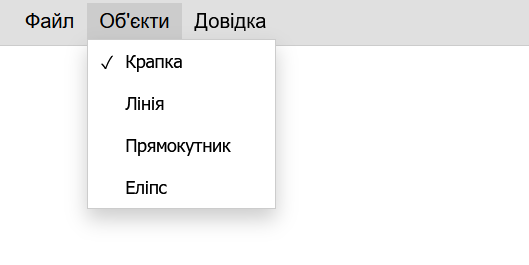 Файл Об'єкти Довідка
✓ Крапка
Лінія
Прямокутник
Еліпс